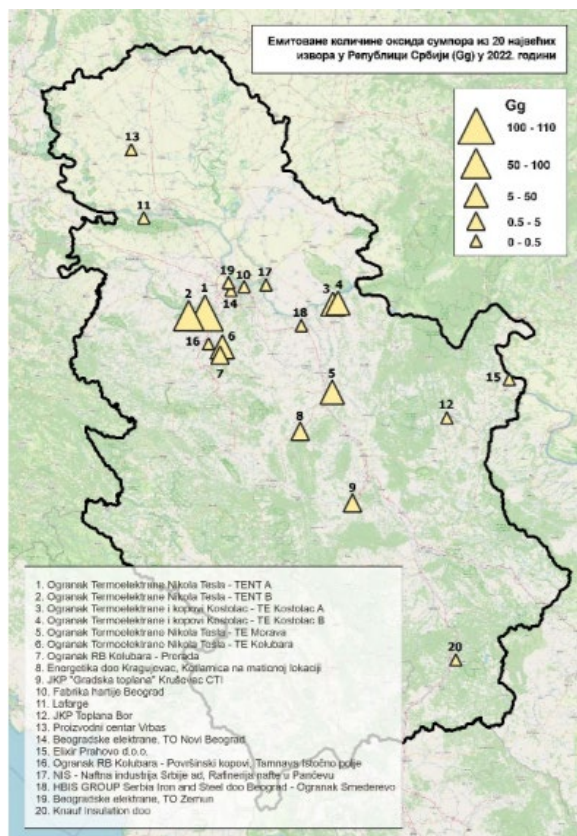 Емитоване количине оксида сумпора из 20 највећих
извора у Републици Србији (Gg) у 2022. години
Gg
100 - 110
50 - 100
5 - 50
0.5 - 5
0 - 0.5
13
11
19
10
17
14
1
2
3
4
18
16
6
7
5
15
12
8
9
20
1. Ogranak Termoelektrane Nikola Tesla - TENT A
2. Ogranak Termoelektrane Nikola Tesla - TENT B
3. Ogranak Termoelektrane i kopovi Kostolac - TE Kostolac A
4. Ogranak Termoelektrane i kopovi Kostolac - TE Kostolac B
5. Ogranak Termoelektrane Nikola Tesla - TE Morava
6. Ogranak Termoelektrane Nikola Tesla - TE Kolubara
7. Ogranak RB Kolubara - Prerada
8. Energetika doo Kragujevac, Kotlarnica na matičnoj lokaciji
9. JKP "Gradska toplana" Kruševac CTI
10. Fabrika hartije Beograd
11. Lafarge
12. JKP Toplana Bor
13. Proizvodni centar Vrbas
14. Beogradske elektrane, TO Novi Beograd
15. Elixir Prahovo d.o.o.
16. Ogranak RB Kolubara - Površinski kopovi, Tamnava Istočno polje
17. NIS - Naftna industrija Srbije ad, Rafinerija nafte u Pančevu
18. HBIS GROUP Serbia Iron and Steel doo Beograd - Ogranak Smederevo
19. Beogradske elektrane, TO Zemun
20. Knauf Insulation doo